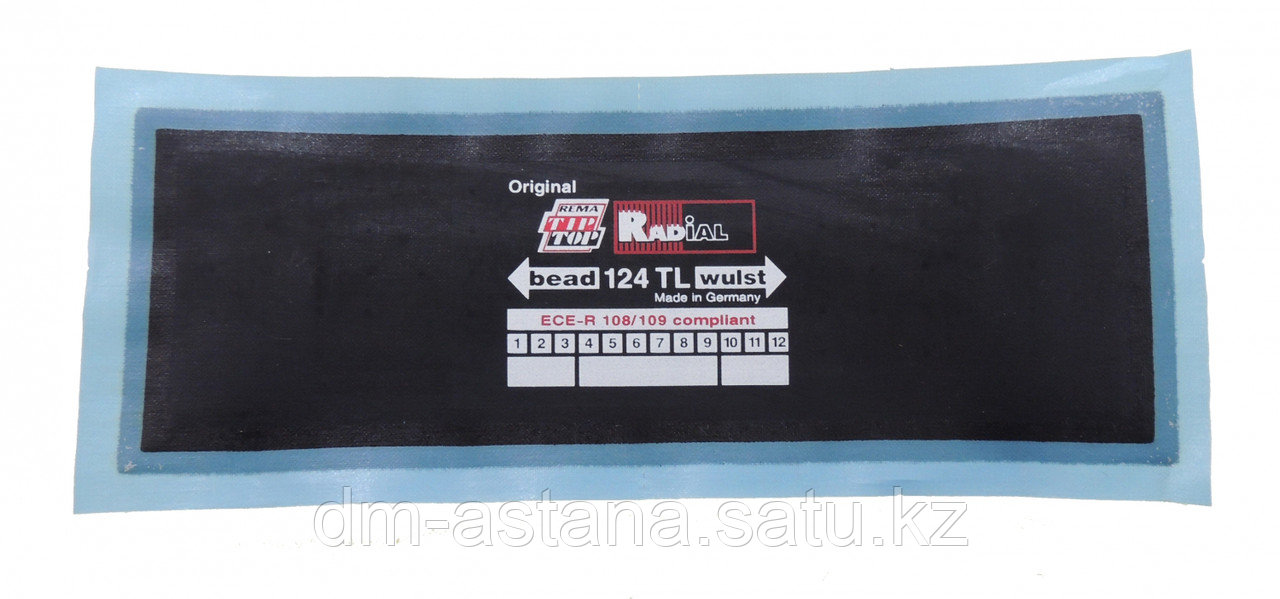 Original
REMA
TIP
TOP
RADiAL
bead 124 TL wulst
Made in Germany
ECE-R 108/109 compliant
1 2 3 4 5 6 7 8 9 10 11 12
dm-astana.satu.kz